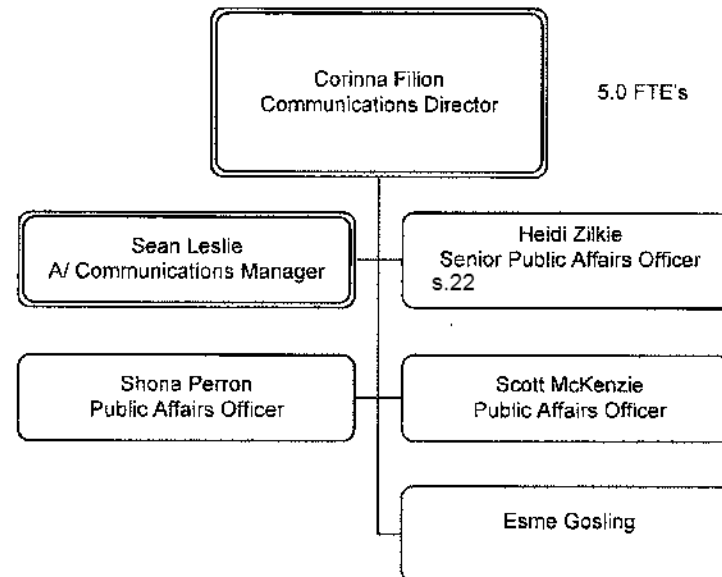 Corinna Filion
Communications Director
5.0 FTE's
Sean Leslie
A/ Communications Manager
Heidi Zilkie
Senior Public Affairs Officer
s.22
Shona Perron
Public Affairs Officer
Scott McKenzie
Public Affairs Officer
Esme Gosling